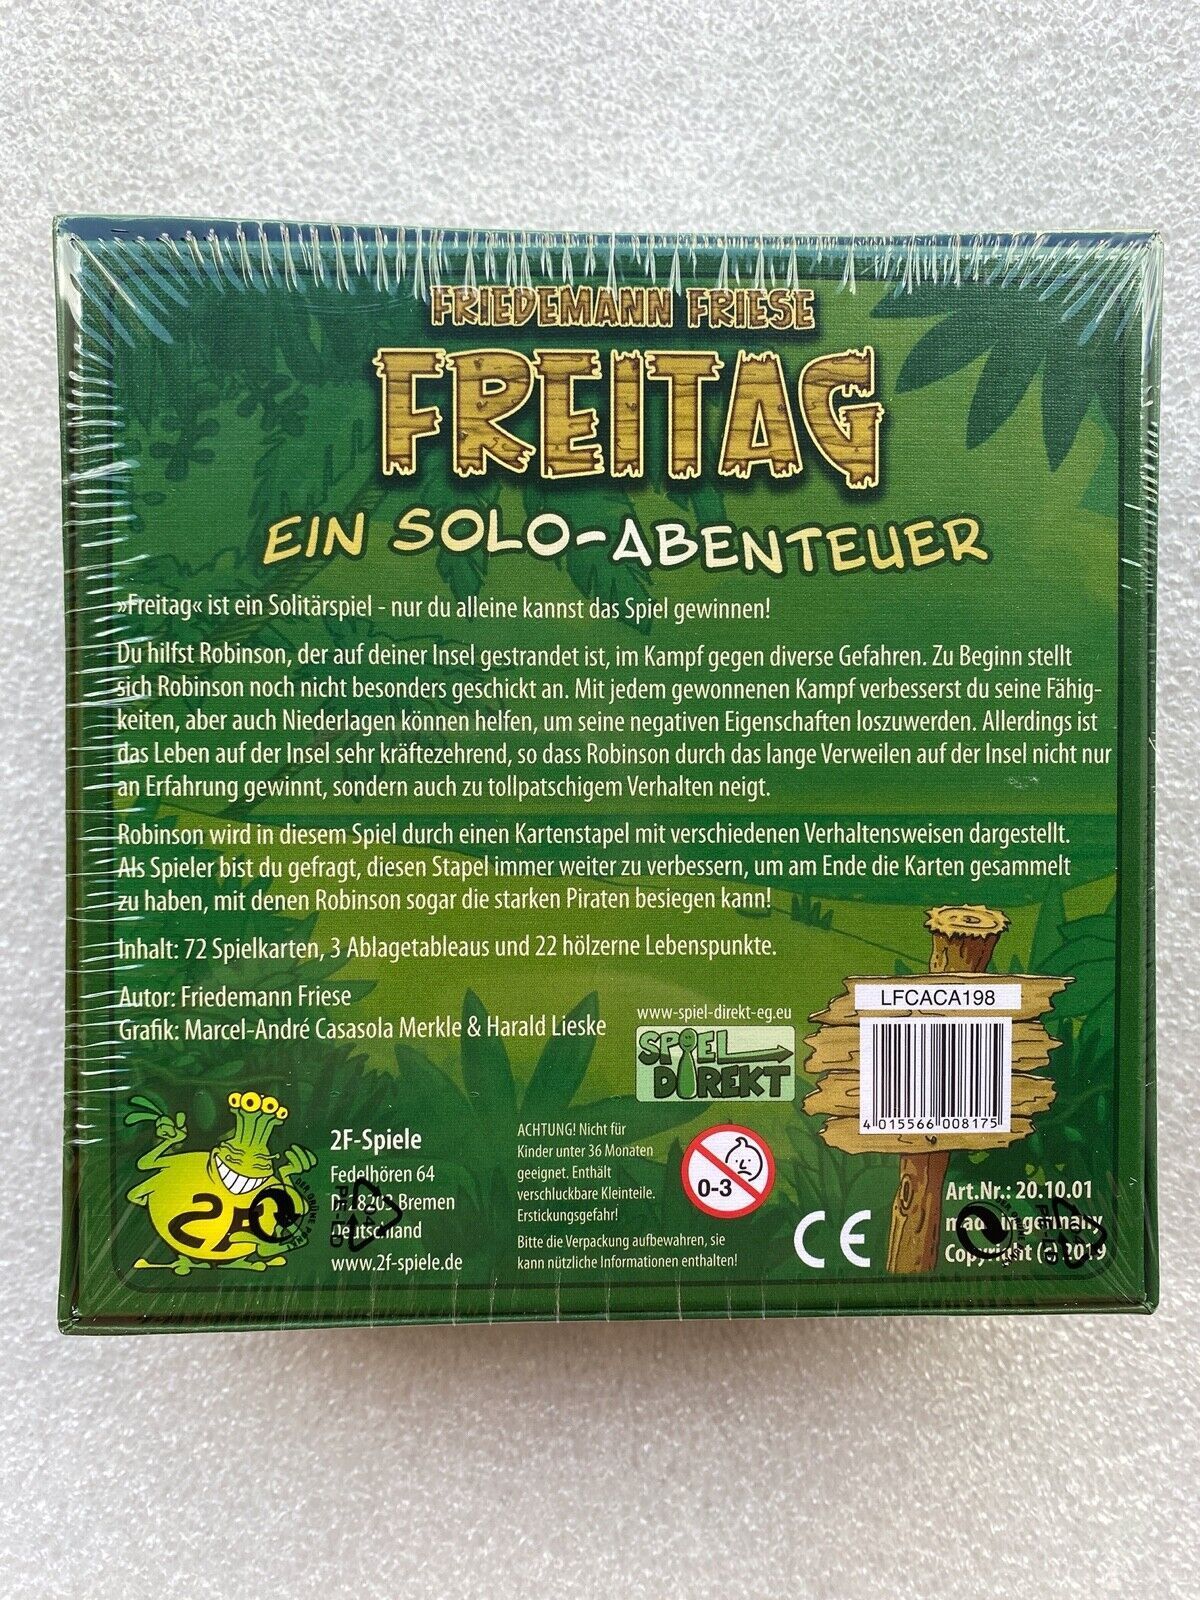 FRIEDEMANN FRIESE
FREITAG
EIN SOLO-ABENTEUER
»Freitag« ist ein Solitärspiel - nur du alleine kannst das Spiel gewinnen!
Du hilfst Robinson, der auf deiner Insel gestrandet ist, im Kampf gegen diverse Gefahren. Zu Beginn stellt
sich Robinson noch nicht besonders geschickt an. Mit jedem gewonnenen Kampf verbesserst du seine Fähig-
keiten, aber auch Niederlagen können helfen, um seine negativen Eigenschaften loszuwerden. Allerdings ist
das Leben auf der Insel sehr kräftezehrend, so dass Robinson durch das lange Verweilen auf der Insel nicht nur
an Erfahrung gewinnt, sondern auch zu tollpatschigem Verhalten neigt.
Robinson wird in diesem Spiel durch einen Kartenstapel mit verschiedenen Verhaltensweisen dargestellt.
Als Spieler bist du gefragt, diesen Stapel immer weiter zu verbessern, um am Ende die Karten gesammelt
zu haben, mit denen Robinson sogar die starken Piraten besiegen kann!
Inhalt: 72 Spielkarten, 3 Ablagetableaus und 22 hölzerne Lebenspunkte.
Autor: Friedemann Friese
Grafik: Marcel-André Casasola Merkle & Harald Lieske
www-spiel-direkt-eg.eu
SPIEL
DIREKT
LFCACA198
4 015566 008175
2F-Spiele
Fedelhören 64
D-28203 Bremen
Deutschland
www.2f-spiele.de
ACHTUNG! Nicht für
Kinder unter 36 Monaten
geeignet. Enthält
verschluckbare Kleinteile.
Erstickungsgefahr!
Bitte die Verpackung aufbewahren, sie
kann nützliche Informationen enthalten!
0-3
CE
Art.Nr.: 20.10.01
made in germany
Copyright (c) 2019